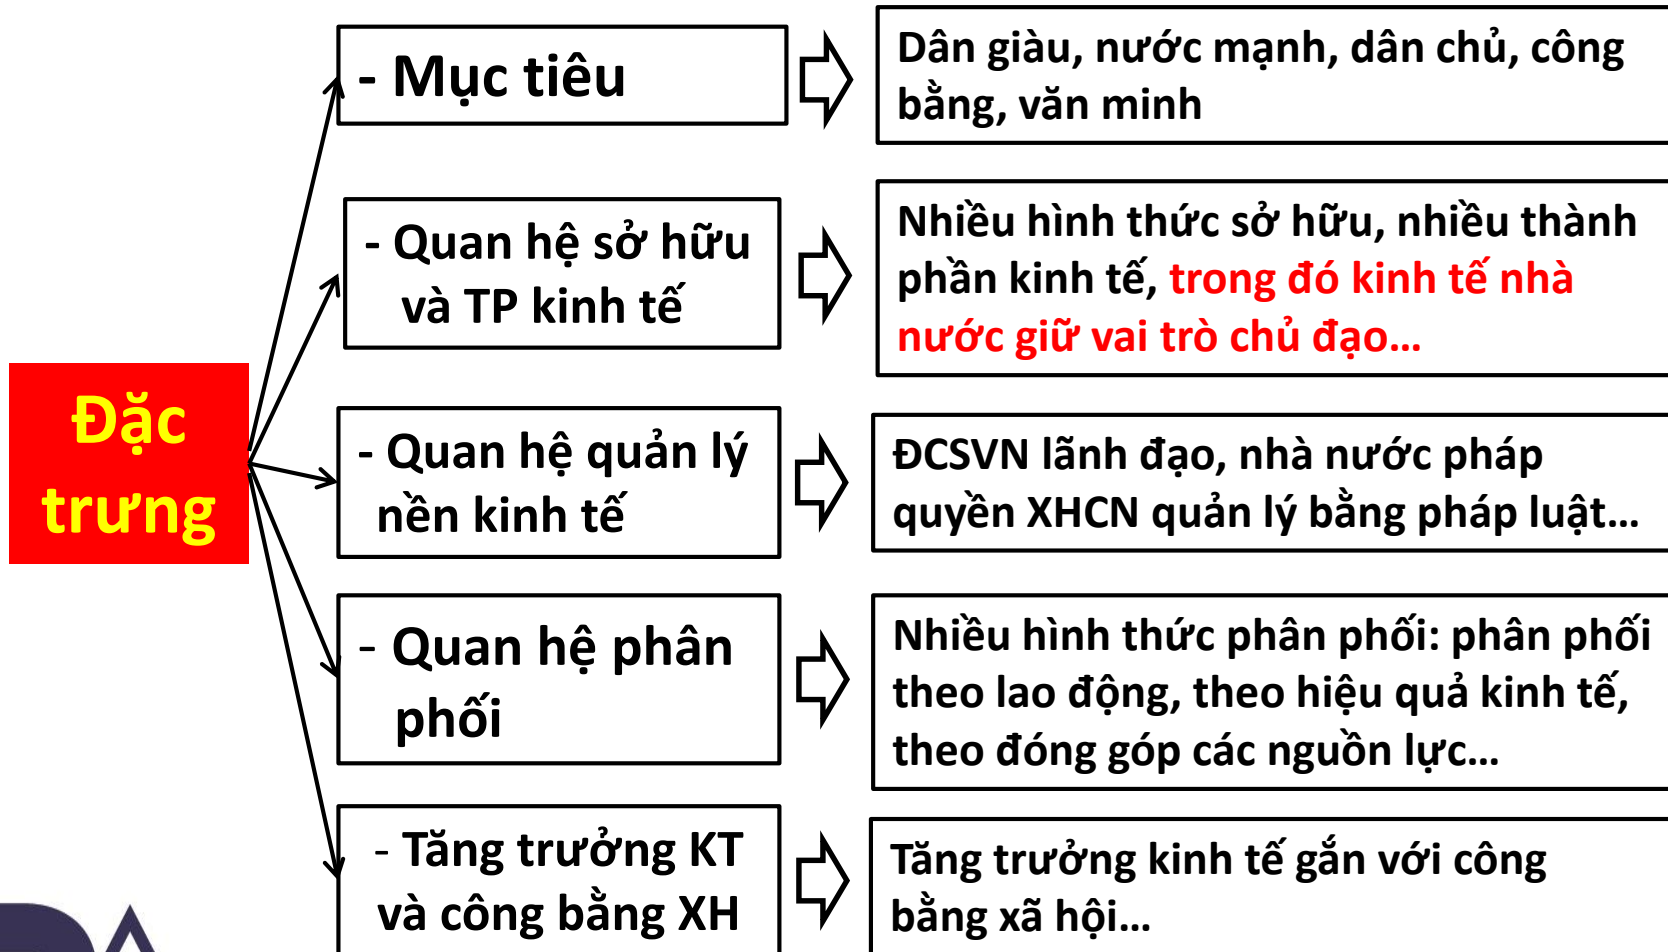 - Mục tiêu
Dân giàu, nước mạnh, dân chủ, công
bằng, văn minh
- Quan hệ sở hữu
và TP kinh tế
Nhiều hình thức sở hữu, nhiều thành
phần kinh tế, trong đó kinh tế nhà
nước giữ vai trò chủ đạo...
Đặc
trưng
- Quan hệ quản lý
nền kinh tế
ĐCSVN lãnh đạo, nhà nước pháp
quyền XHCN quản lý bằng pháp luật...
- Quan hệ phân
phối
Nhiều hình thức phân phối: phân phối
theo lao động, theo hiệu quả kinh tế,
theo đóng góp các nguồn lực...
- Tăng trưởng KT
và công bằng XH
Tăng trưởng kinh tế gắn với công
bằng xã hội...